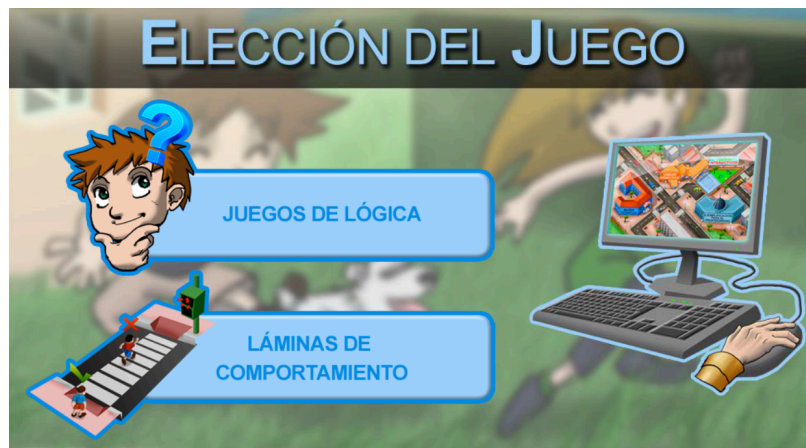 ELECCIÓN DEL JUEGO
JUEGOS DE LÓGICA
LÁMINAS DE
COMPORTAMIENTO